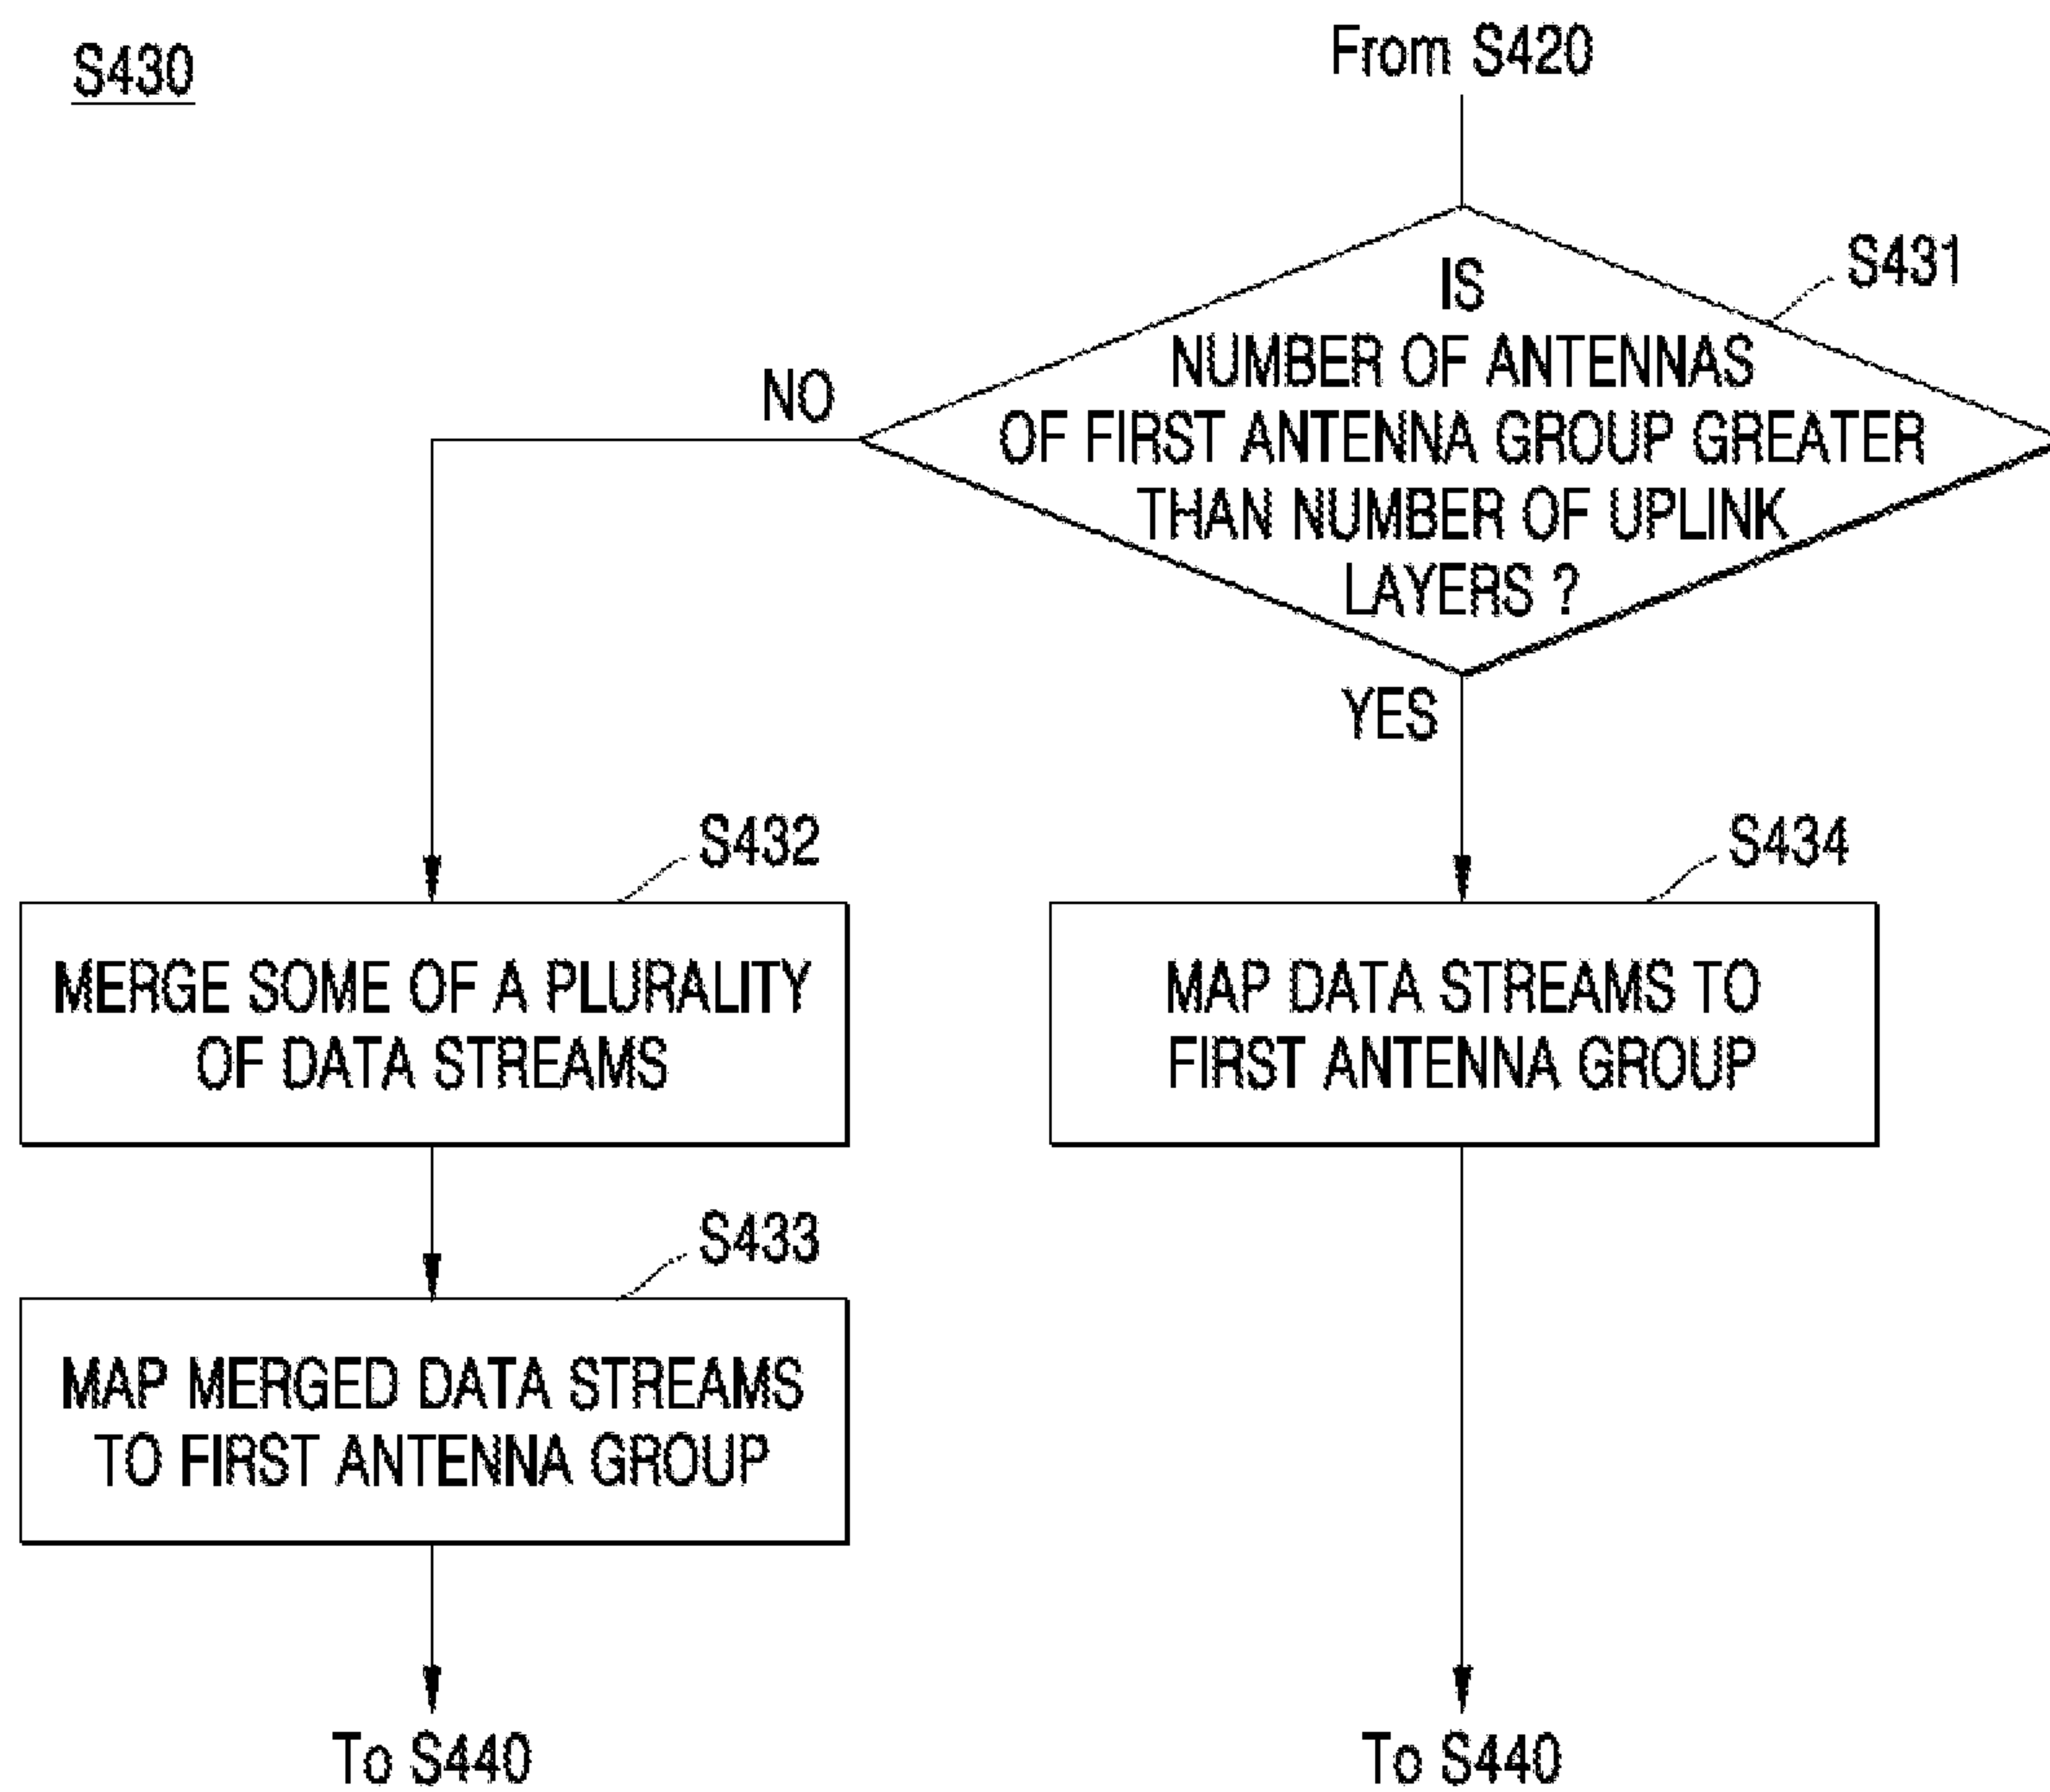 S430
From S420
S431
IS
NUMBER OF ANTENNAS
OF FIRST ANTENNA GROUP GREATER
THAN NUMBER OF UPLINK
LAYERS ?
NO
YES
S432
MERGE SOME OF A PLURALITY
OF DATA STREAMS
S434
MAP DATA STREAMS TO
FIRST ANTENNA GROUP
S433
MAP MERGED DATA STREAMS
TO FIRST ANTENNA GROUP
To S440
To S440